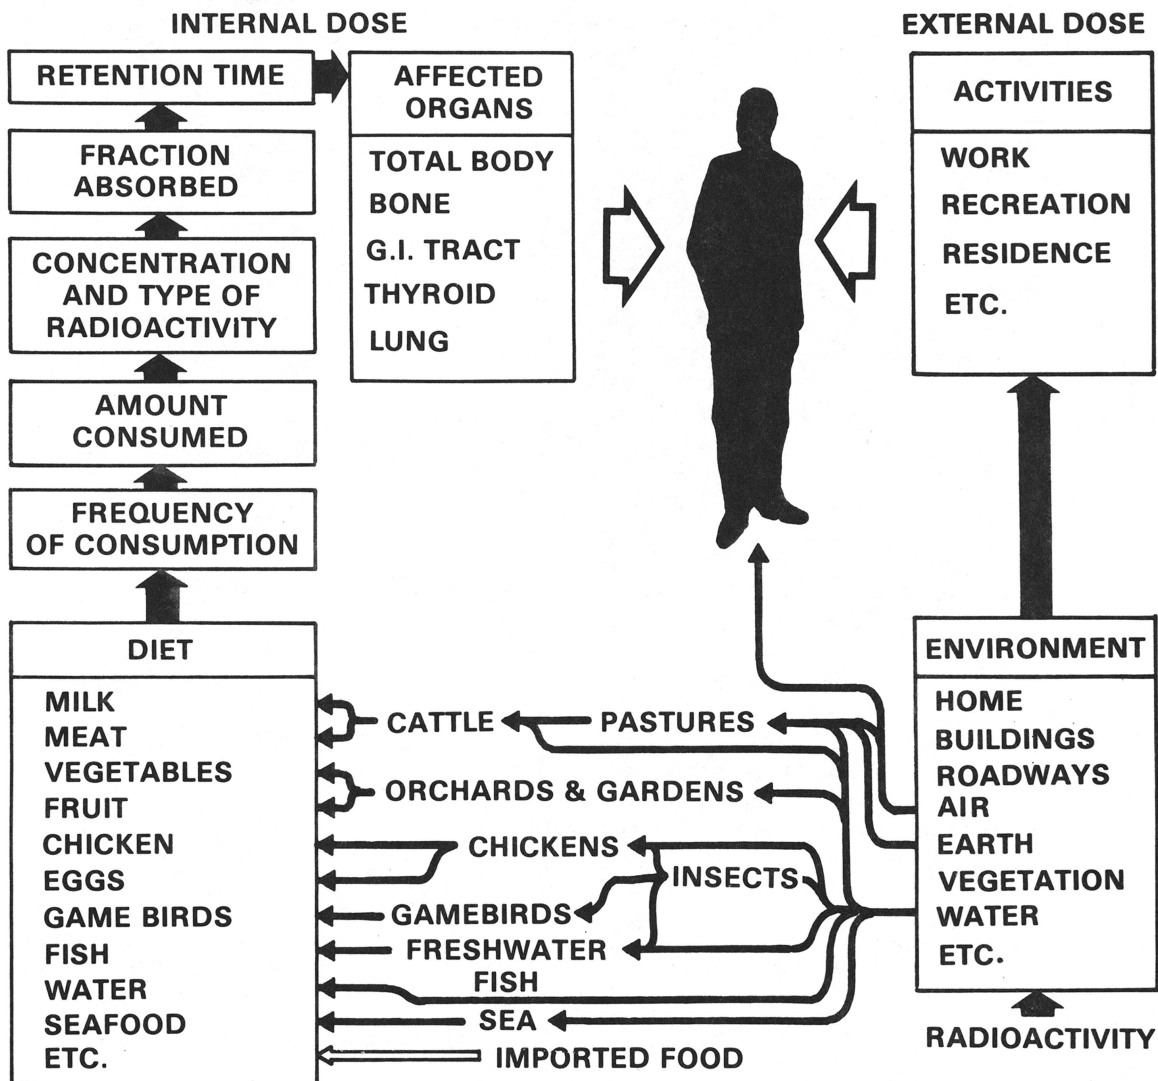 INTERNAL DOSE
RETENTION TIME
FRACTION
ABSORBED
CONCENTRATION
AND TYPE OF
RADIOACTIVITY
AMOUNT
CONSUMED
FREQUENCY
OF CONSUMPTION
DIET
MILK
MEAT
VEGETABLES
FRUIT
CHICKEN
EGGS
GAME BIRDS
FISH
WATER
SEAFOOD
ETC.
AFFECTED
ORGANS
TOTAL BODY
BONE
G.I. TRACT
THYROID
LUNG
CATTLE
PASTURES
ORCHARDS & GARDENS
CHICKENS
INSECTS
GAMEBIRDS
FRESHWATER
FISH
SEA
IMPORTED FOOD
EXTERNAL DOSE
ACTIVITIES
WORK
RECREATION
RESIDENCE
ETC.
ENVIRONMENT
HOME
BUILDINGS
ROADWAYS
AIR
EARTH
VEGETATION
WATER
ETC.
RADIOACTIVITY